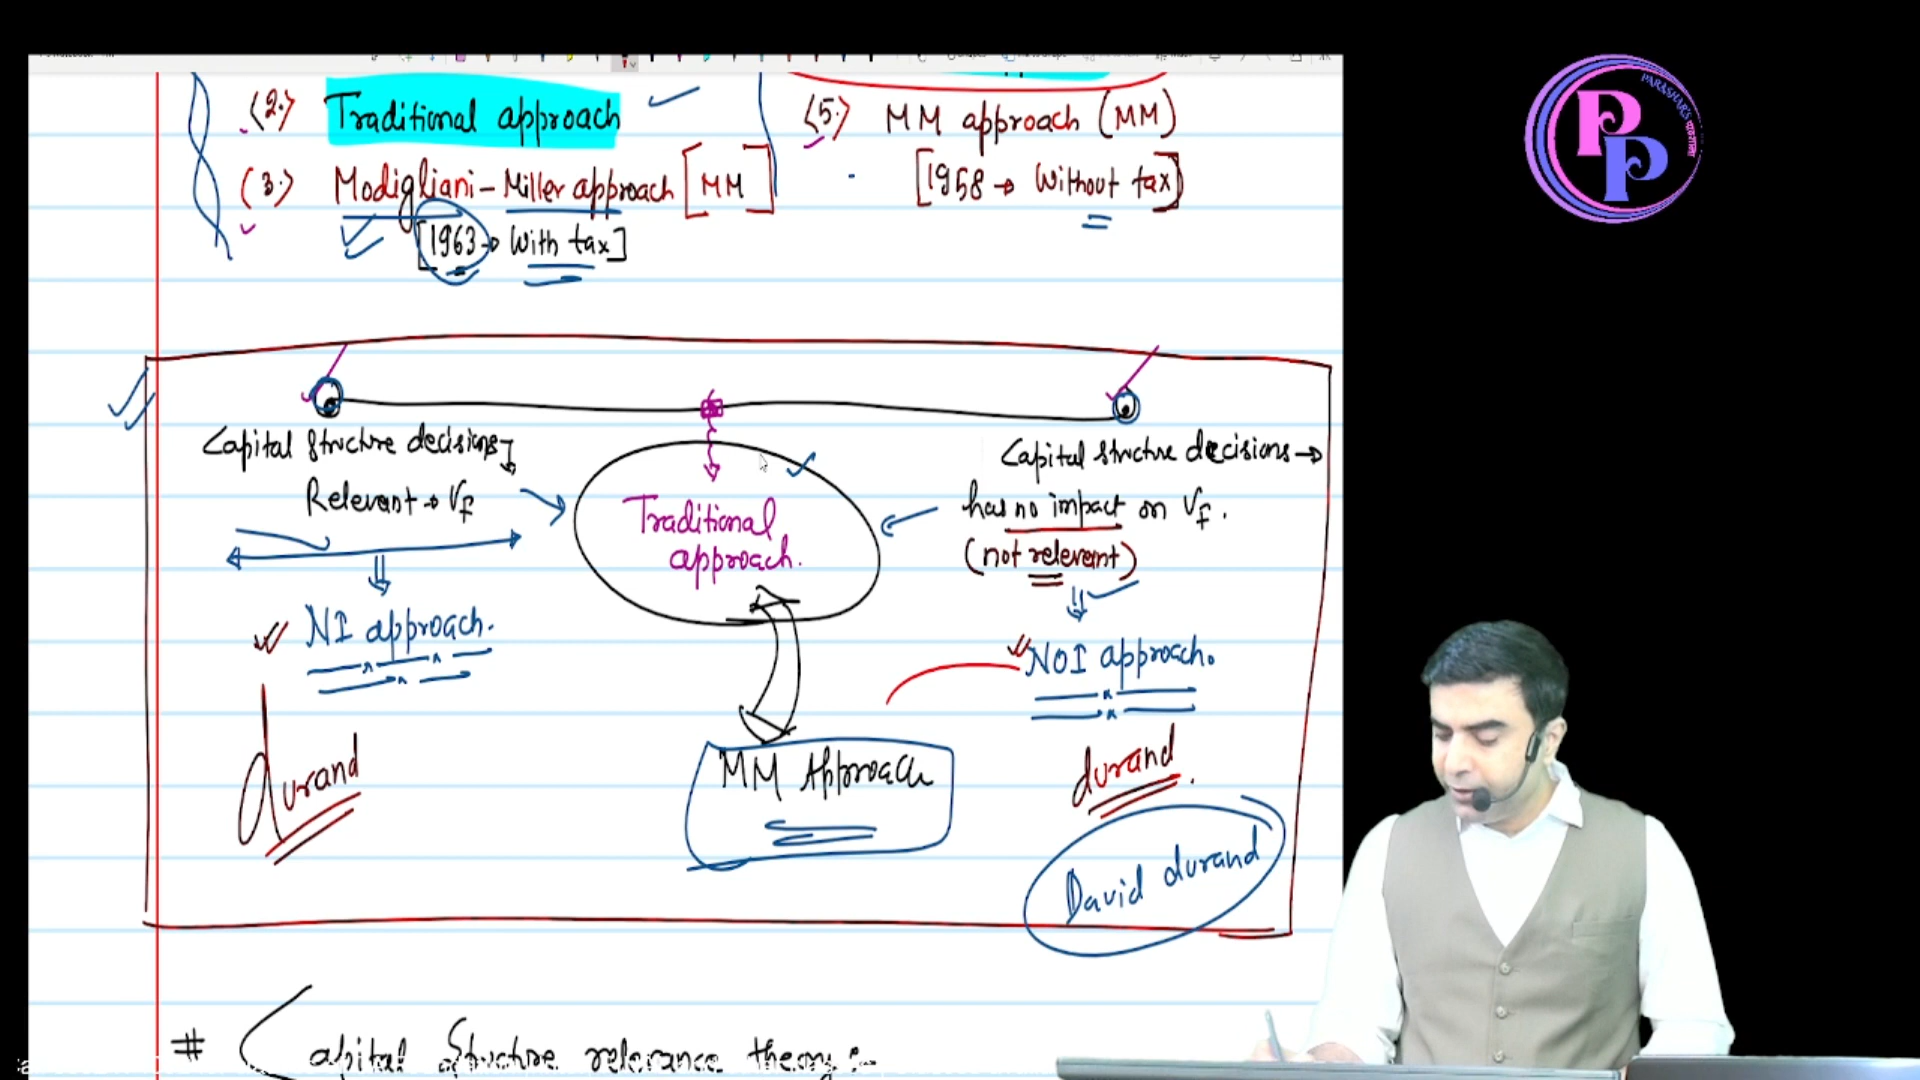 (2.) Traditional approach
(3.) Modigliani-Miller approach [MM]
[1963→ With tax]
(5.) MM approach (MM)
[1958→ Without tax]
Capital Structure decisions→
Relevant→ Vf
NI approach.
durand
Traditional
approach.
MM Approach
Capital Structure decisions→
has no impact on Vf.
(not relevant)
NOI approach.
durand.
David durand
# Capital Structure relevance theory:-
PP
PARASHAR'S